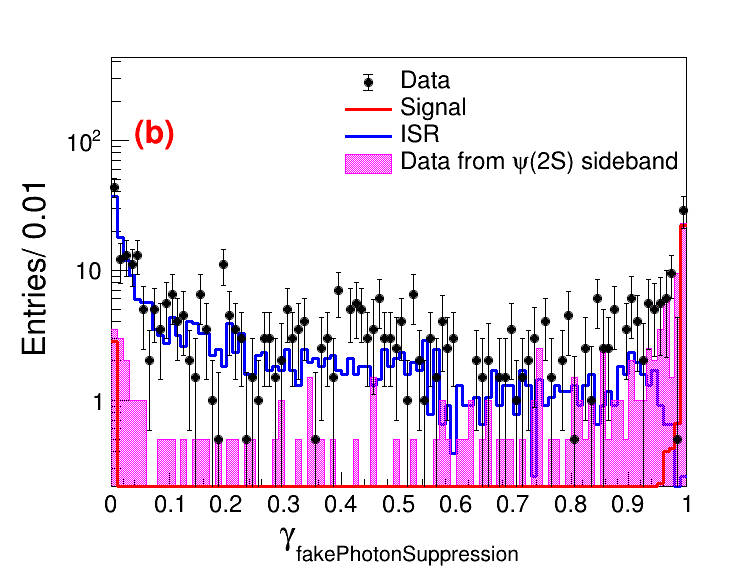 (b)
Data
Signal
ISR
Data from ψ(2S) sideband
Entries/ 0.01
10²
10
1
0 0.1 0.2 0.3 0.4 0.5 0.6 0.7 0.8 0.9 1
γfakePhotonSuppression